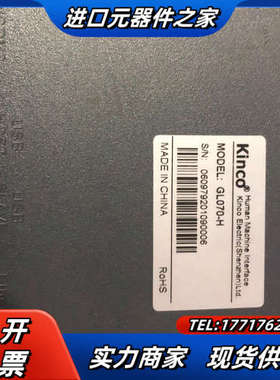 进口元器件之家
Kinco®
Human Machine Interface
Kinco Electric(Shenzhen)Ltd.
MODEL: GL070-H
S/N: 060979201090006
MADE IN CHINA
RoHS
开
票
TEL:1771762
实力商家 现货供